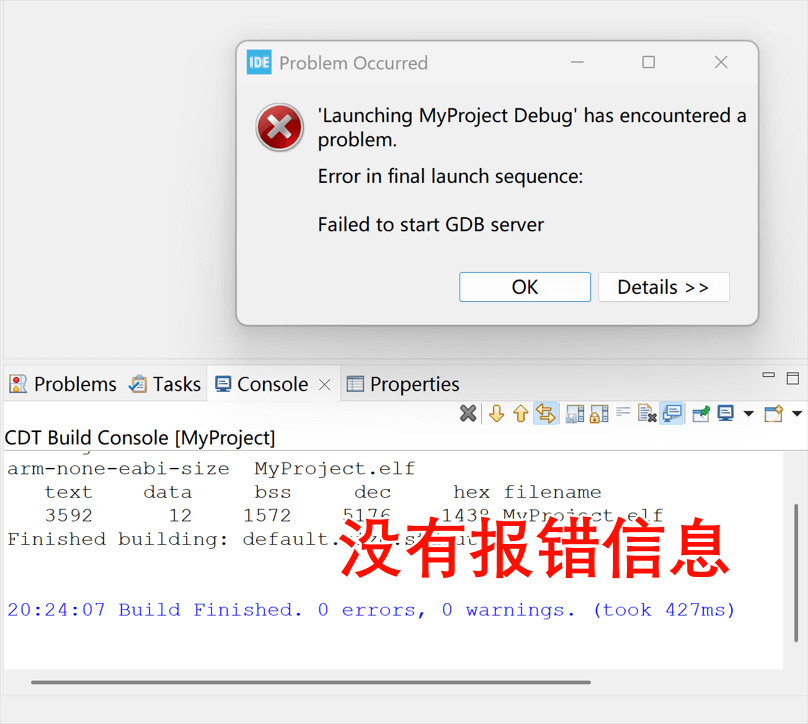 IDE Problem Occurred
'Launching MyProject Debug' has encountered a
problem.
Error in final launch sequence:
Failed to start GDB server
OK Details >>
Problems Tasks Console Properties
CDT Build Console [MyProject]
arm-none-eabi-size MyProject.elf
text data bss dec hex filename
3592 12 1572 5176 1438 MyProject.elf
Finished building: default.
没有报错信息
20:24:07 Build Finished. 0 errors, 0 warnings. (took 427ms)